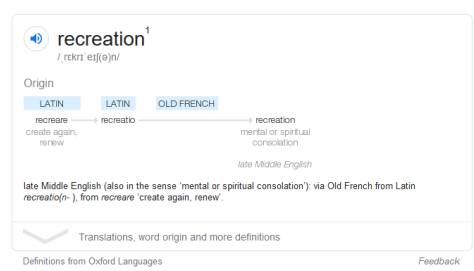 recreation1
/ˌrɛkrɪˈeɪʃ(ə)n/
Origin
LATIN LATIN OLD FRENCH
recreare recreatio recreation
create again, mental or spiritual
renew consolation
late Middle English
late Middle English (also in the sense ‘mental or spiritual consolation’): via Old French from Latin
recreatio(n- ), from recreare ‘create again, renew’.
Translations, word origin and more definitions
Definitions from Oxford Languages Feedback